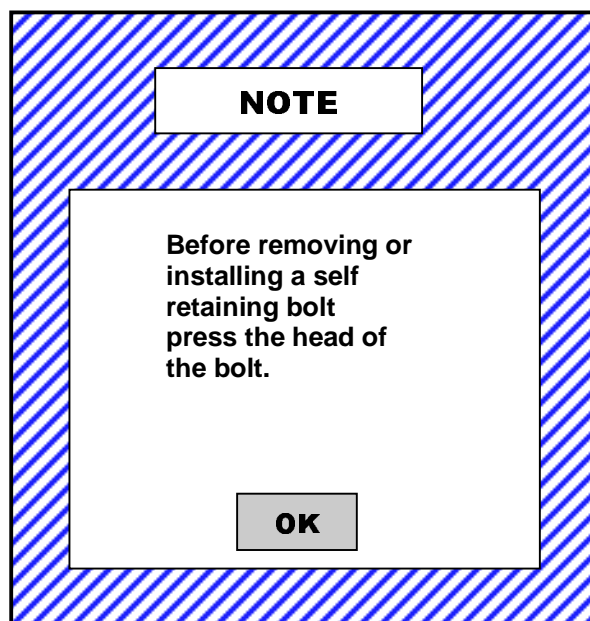 NOTE
Before removing or
installing a self
retaining bolt
press the head of
the bolt.
OK